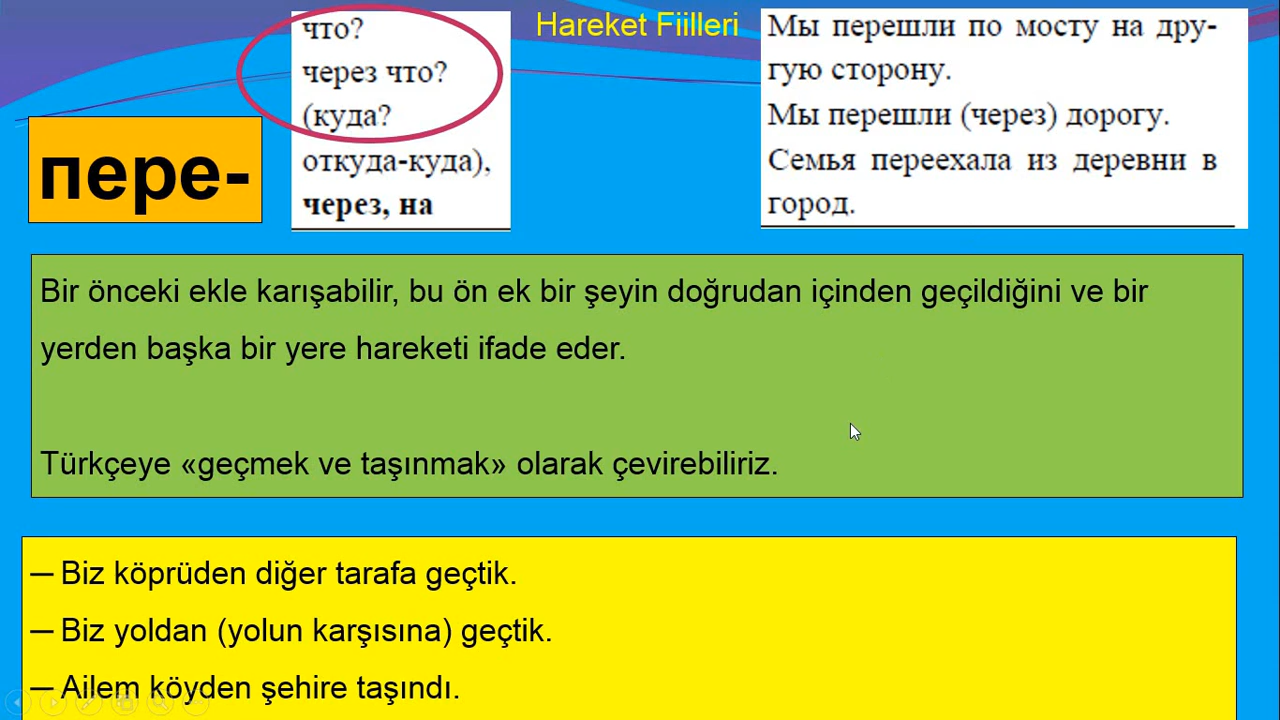 Hareket Fiilleri
пере-
что?
через что?
(куда?
откуда-куда),
через, на
Мы перешли по мосту на дру-
гую сторону.
Мы перешли (через) дорогу.
Семья переехала из деревни в
город.
Bir önceki ekle karışabilir, bu ön ek bir şeyin doğrudan içinden geçildiğini ve bir
yerden başka bir yere hareketi ifade eder.
Türkçeye «geçmek ve taşınmak» olarak çevirebiliriz.
─ Biz köprüden diğer tarafa geçtik.
─ Biz yoldan (yolun karşısına) geçtik.
─ Ailem köyden şehire taşındı.